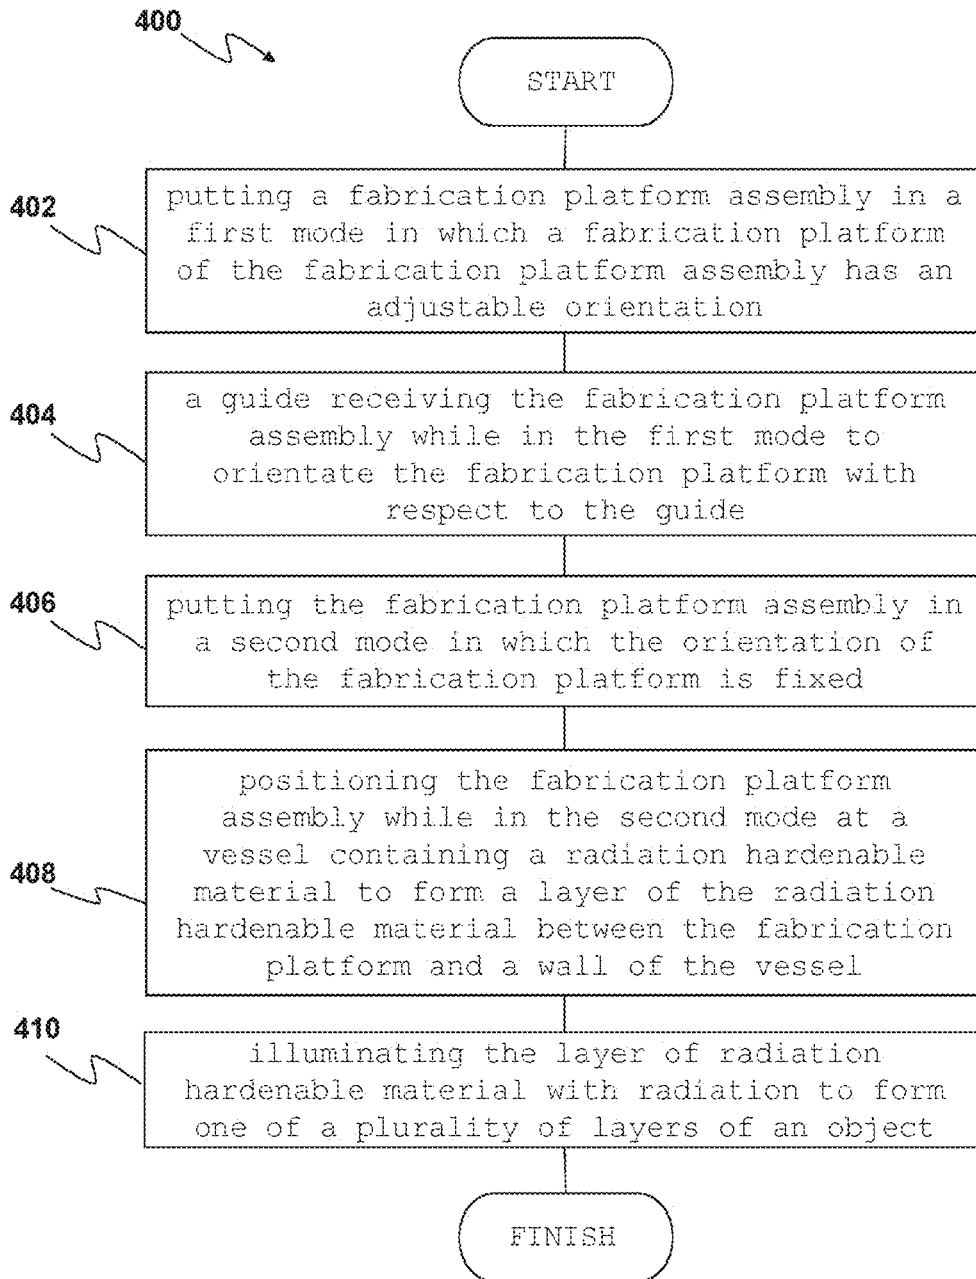 400
START
402
putting a fabrication platform assembly in a
first mode in which a fabrication platform
of the fabrication platform assembly has an
adjustable orientation
404
a guide receiving the fabrication platform
assembly while in the first mode to
orientate the fabrication platform with
respect to the guide
406
putting the fabrication platform assembly in
a second mode in which the orientation of
the fabrication platform is fixed
408
positioning the fabrication platform
assembly while in the second mode at a
vessel containing a radiation hardenable
material to form a layer of the radiation
hardenable material between the fabrication
platform and a wall of the vessel
410
illuminating the layer of radiation
hardenable material with radiation to form
one of a plurality of layers of an object
FINISH